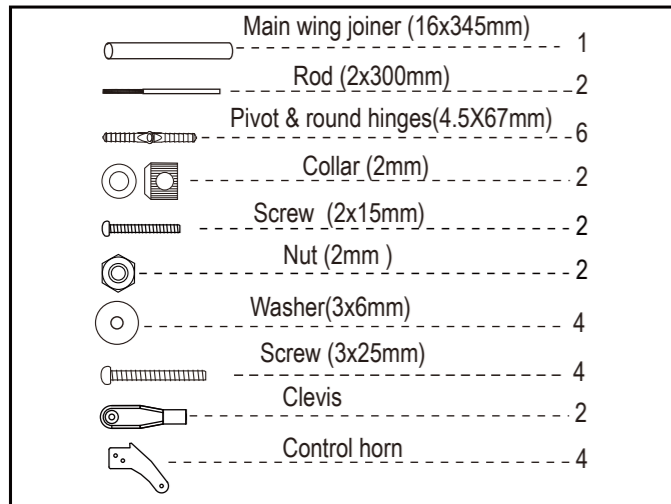 Main wing joiner (16x345mm) 1
Rod (2x300mm) 2
Pivot & round hinges(4.5X67mm) 6
Collar (2mm) 2
Screw (2x15mm) 2
Nut (2mm ) 2
Washer(3x6mm) 4
Screw (3x25mm) 4
Clevis 2
Control horn 4